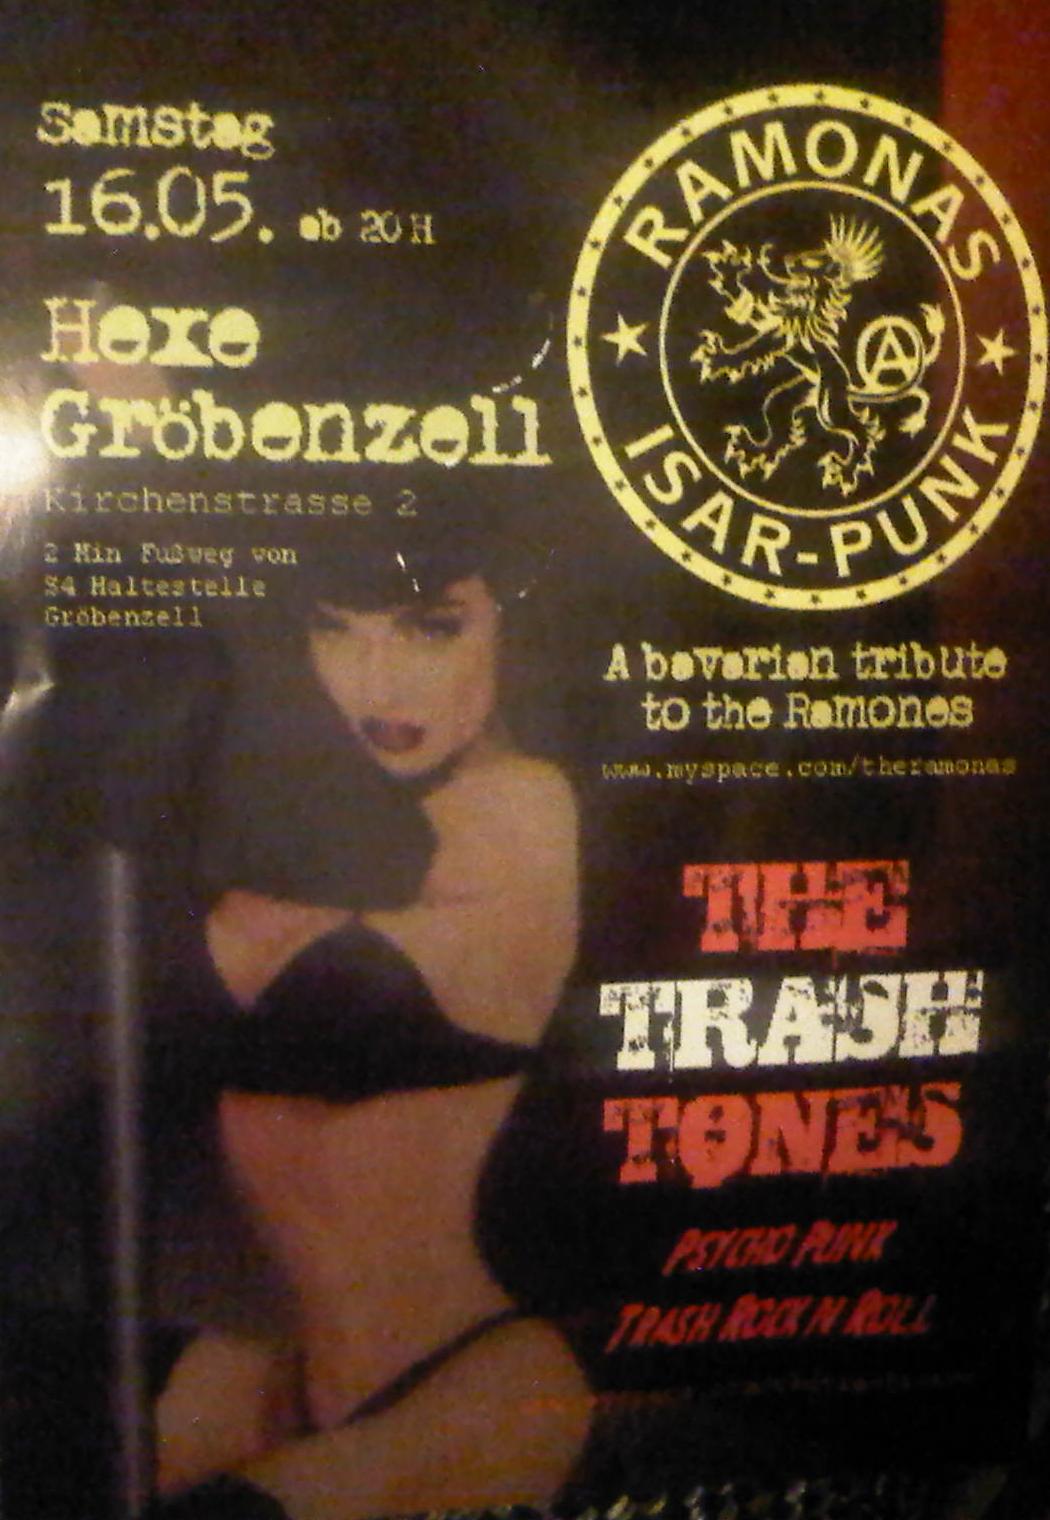 Samstag
16.05. ab 20H
Hexe
Gröbenzell
Kirchenstrasse 2
2 Min Fußweg von
S4 Haltestelle
Gröbenzell
RAMONAS
ISAR-PUNK
A bavarian tribute
to the Ramones
www.myspace.com/theramonas
THE
TRASH
TONES
PSYCHO PUNK
TRASH ROCK N ROLL